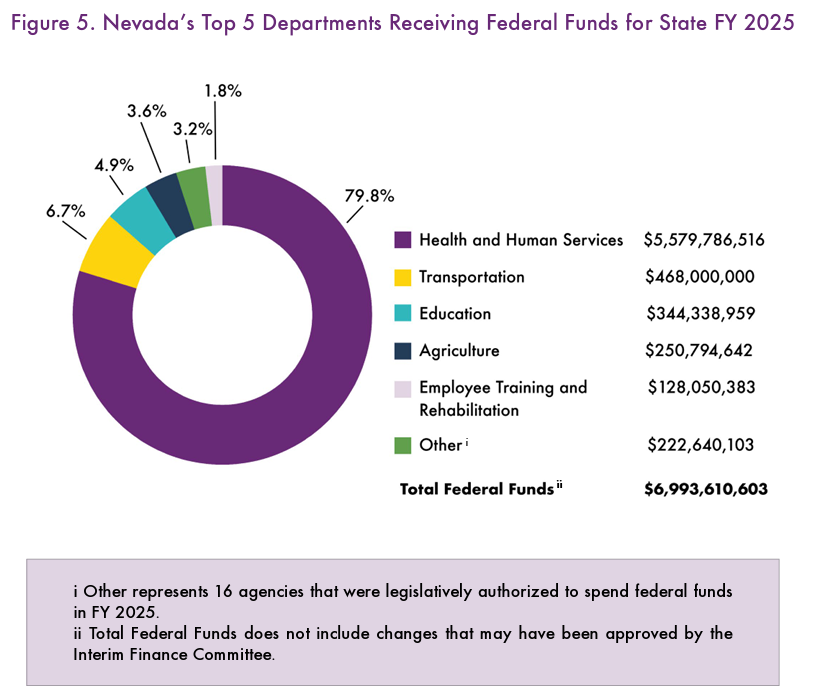 Figure 5. Nevada's Top 5 Departments Receiving Federal Funds for State FY 2025
1.8%
3.6%
3.2%
4.9%
6.7%
79.8%
Health and Human Services $5,579,786,516
Transportation $468,000,000
Education $344,338,959
Agriculture $250,794,642
Employee Training and $128,050,383
Rehabilitation
Other i $222,640,103
Total Federal Funds ii $6,993,610,603
i Other represents 16 agencies that were legislatively authorized to spend federal funds
in FY 2025.
ii Total Federal Funds does not include changes that may have been approved by the
Interim Finance Committee.